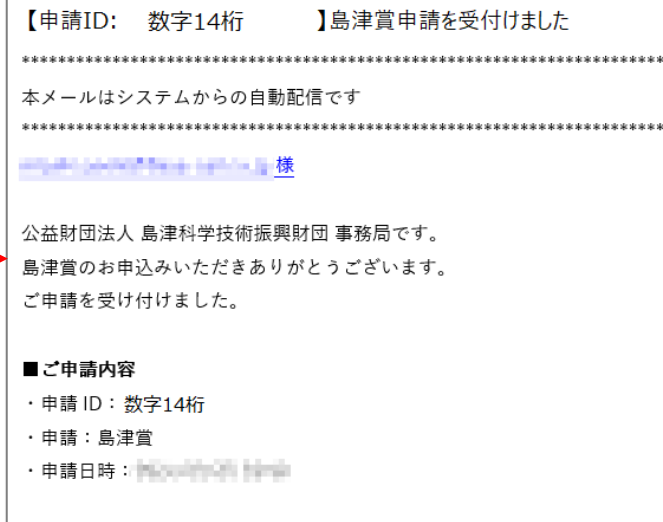 【申請ID: 数字14桁 】島津賞申請を受付けました
**********************************************************************
本メールはシステムからの自動配信です
**********************************************************************
様
公益財団法人 島津科学技術振興財団 事務局です。
島津賞のお申込みいただきありがとうございます。
ご申請を受け付けました。
■ご申請内容
・申請 ID：数字14桁
・申請：島津賞
・申請日時：